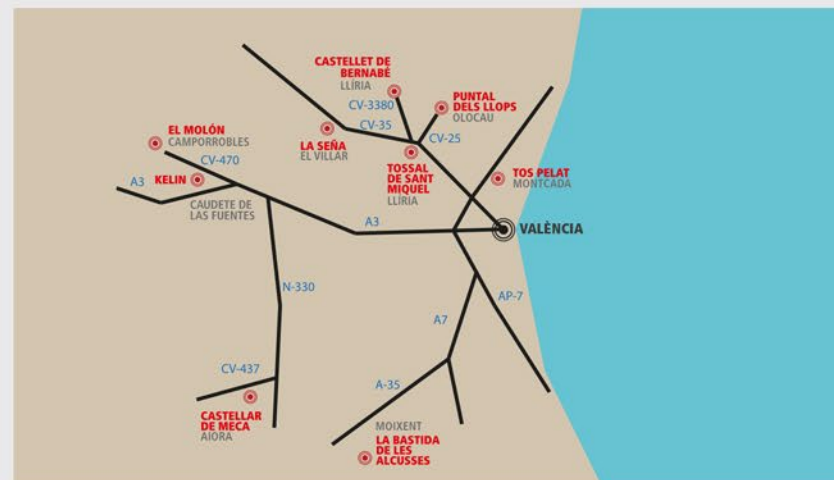 CASTELLET DE
BERNABÉ
LLÍRIA
CV-3380
PUNTAL
DELS LLOPS
OLOCAU
CV-35
CV-25
EL MOLÓN
CAMPORROBLES
LA SEÑA
EL VILLAR
CV-470
TOSSAL
DE SANT
MIQUEL
LLÍRIA
TOS PELAT
MONTCADA
A3
KELIN
CAUDETE DE
LAS FUENTES
A3
VALÈNCIA
N-330
AP-7
A7
CV-437
A-35
CASTELLAR
DE MECA
AIORA
MOIXENT
LA BASTIDA
DE LES
ALCUSSES